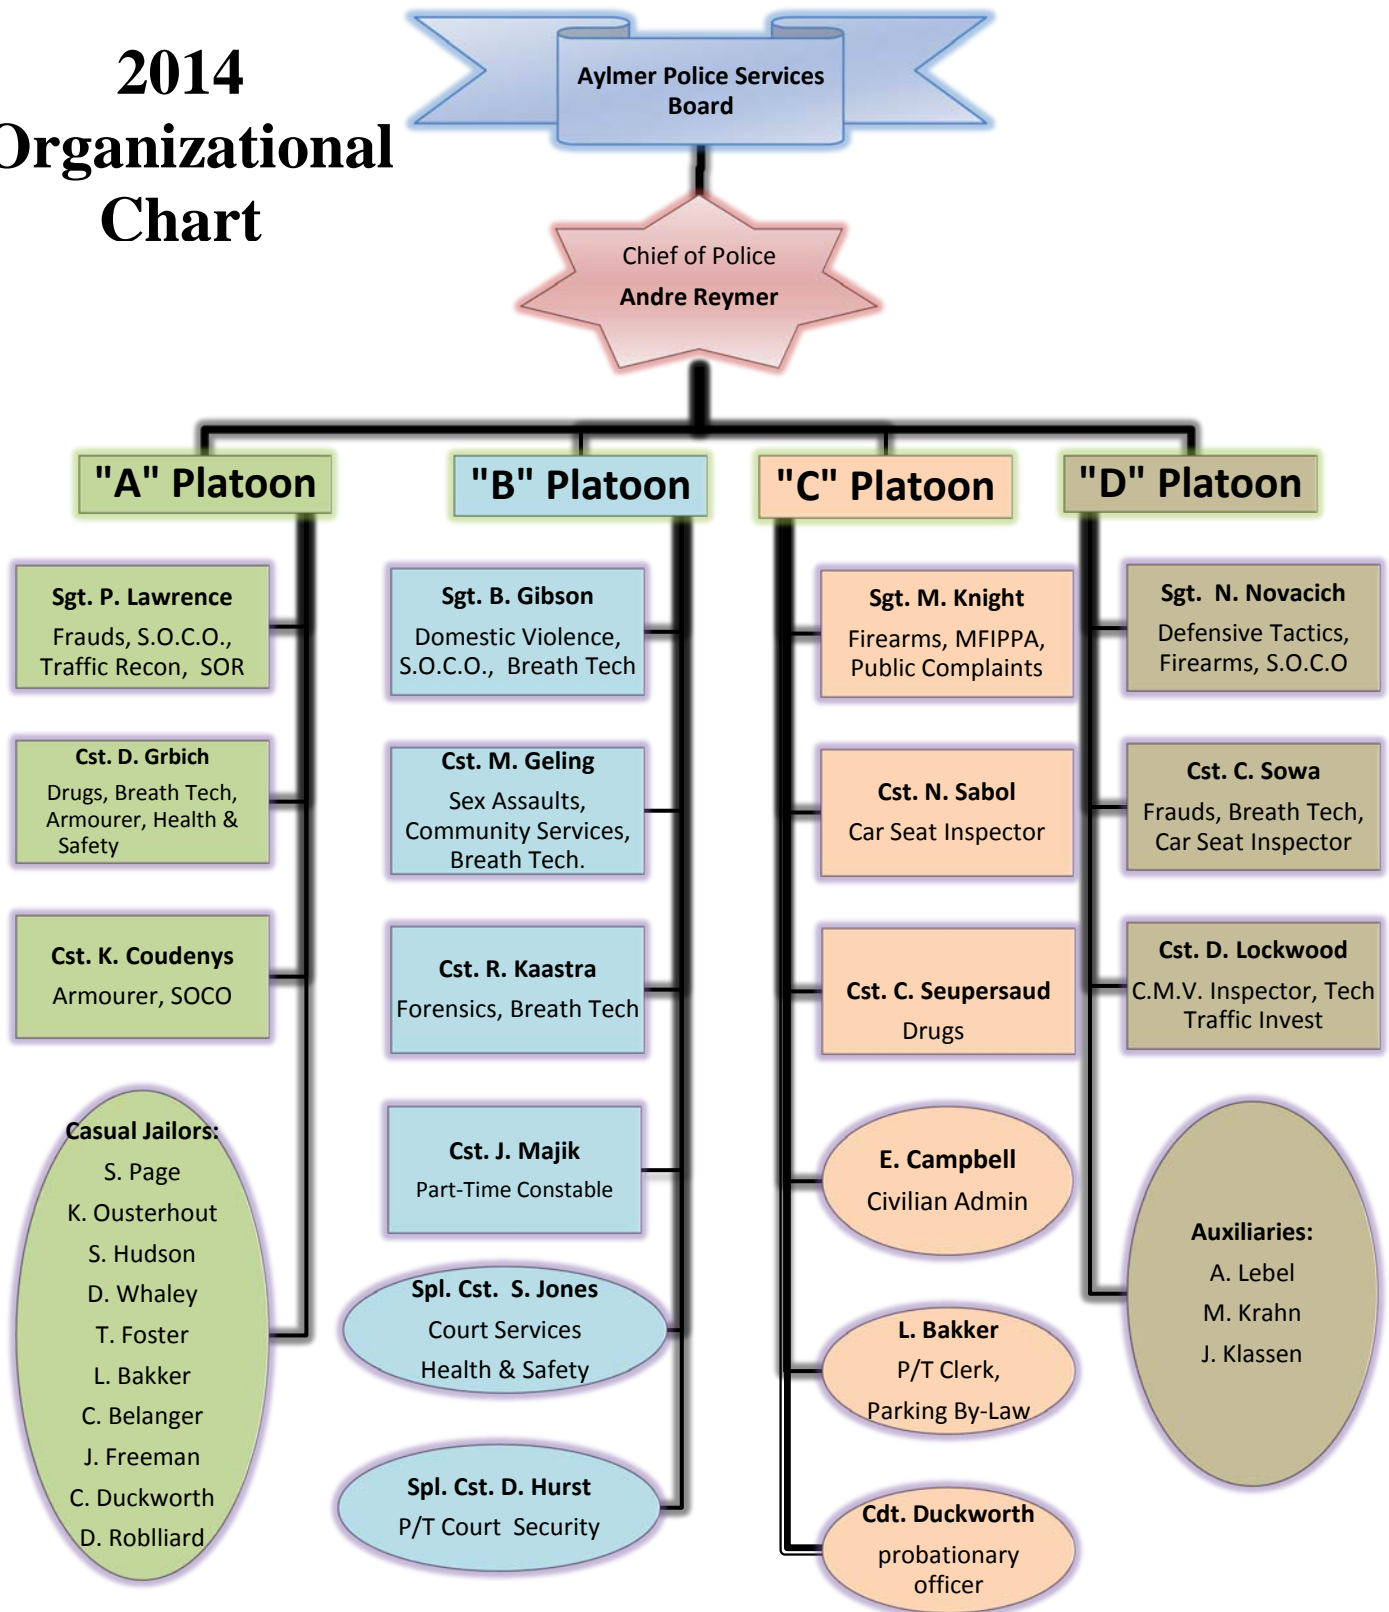 2014
Organizational
Chart
Aylmer Police Services
Board
Chief of Police
Andre Reymer
"A" Platoon
Sgt. P. Lawrence
Frauds, S.O.C.O.,
Traffic Recon, SOR
Cst. D. Grbich
Drugs, Breath Tech,
Armourer, Health &
Safety
Cst. K. Coudenys
Armourer, SOCO
Casual Jailors:
S. Page
K. Ousterhout
S. Hudson
D. Whaley
T. Foster
L. Bakker
C. Belanger
J. Freeman
C. Duckworth
D. Roblliard
"B" Platoon
Sgt. B. Gibson
Domestic Violence,
S.O.C.O., Breath Tech
Cst. M. Geling
Sex Assaults,
Community Services,
Breath Tech.
Cst. R. Kaastra
Forensics, Breath Tech
Cst. J. Majik
Part-Time Constable
Spl. Cst. S. Jones
Court Services
Health & Safety
Spl. Cst. D. Hurst
P/T Court Security
"C" Platoon
Sgt. M. Knight
Firearms, MFIPPA,
Public Complaints
Cst. N. Sabol
Car Seat Inspector
Cst. C. Seupersaud
Drugs
E. Campbell
Civilian Admin
L. Bakker
P/T Clerk,
Parking By-Law
Cdt. Duckworth
probationary
officer
"D" Platoon
Sgt. N. Novacich
Defensive Tactics,
Firearms, S.O.C.O
Cst. C. Sowa
Frauds, Breath Tech,
Car Seat Inspector
Cst. D. Lockwood
C.M.V. Inspector, Tech
Traffic Invest
Auxiliaries:
A. Lebel
M. Krahn
J. Klassen